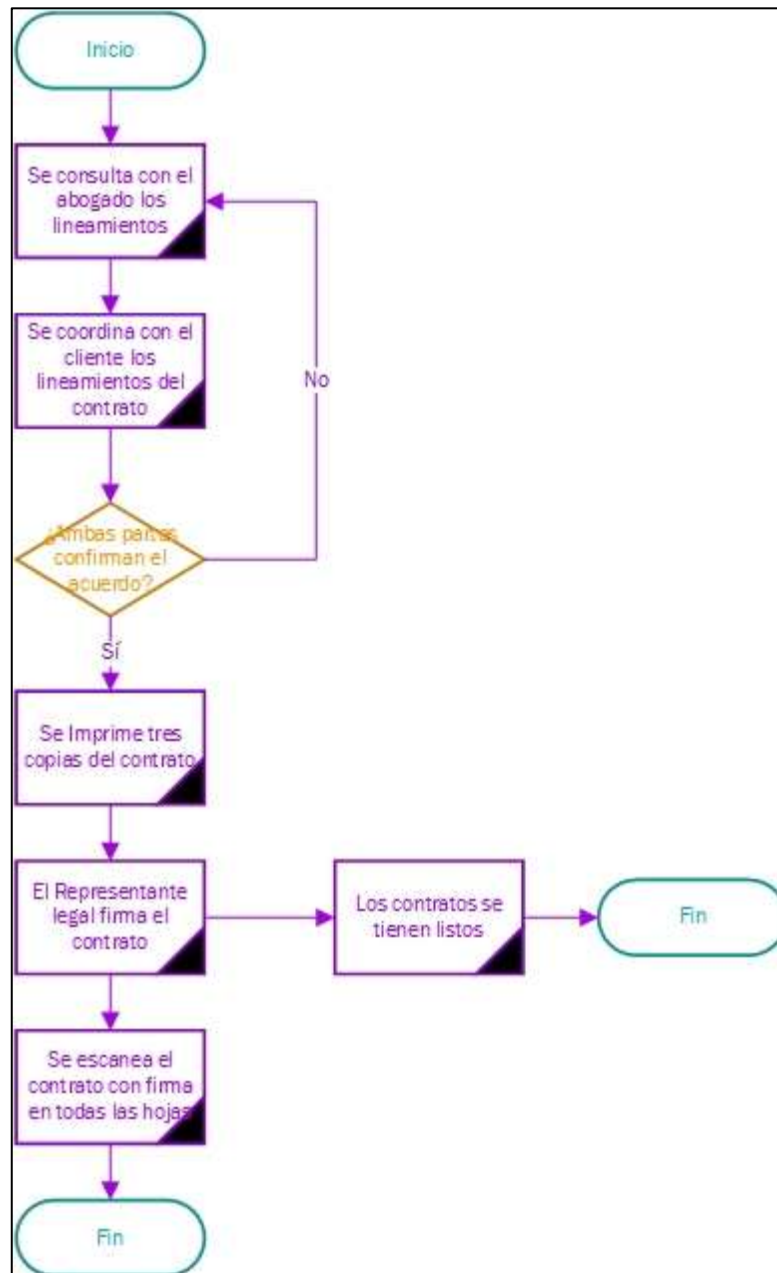 Inicio
Se consulta con el
abogado los
lineamientos
Se coordina con el
cliente los
lineamientos del
contrato
No
¿Ambas partes
confirman el
acuerdo?
Sí
Se Imprime tres
copias del contrato
El Representante
legal firma el
contrato
Los contratos se
tienen listos
Fin
Se escanea el
contrato con firma
en todas las hojas
Fin